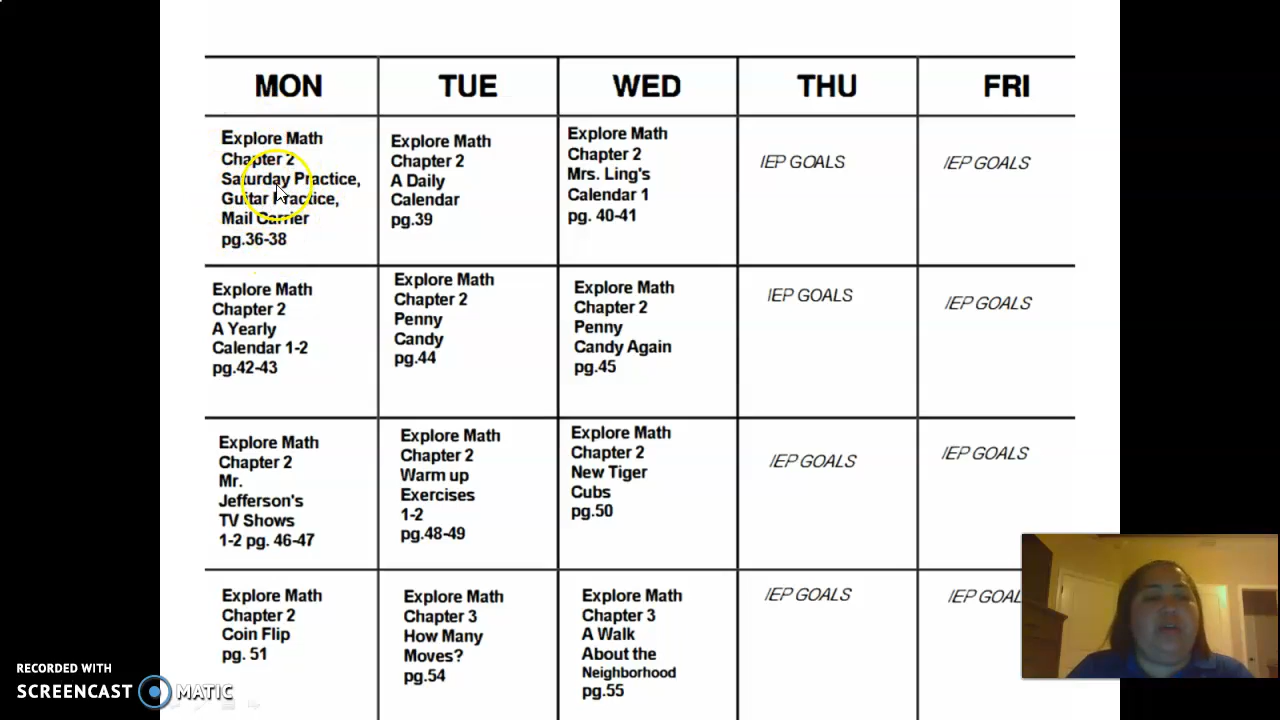 MON TUE WED THU FRI
Explore Math
Chapter 2
Saturday Practice,
Guitar Practice,
Mail Carrier
pg.36-38
Explore Math
Chapter 2
A Daily
Calendar
pg.39
Explore Math
Chapter 2
Mrs. Ling's
Calendar 1
pg. 40-41
IEP GOALS
IEP GOALS
Explore Math
Chapter 2
A Yearly
Calendar 1-2
pg.42-43
Explore Math
Chapter 2
Penny
Candy
pg.44
Explore Math
Chapter 2
Penny
Candy Again
pg.45
IEP GOALS
IEP GOALS
Explore Math
Chapter 2
Mr.
Jefferson's
TV Shows
1-2 pg. 46-47
Explore Math
Chapter 2
Warm up
Exercises
1-2
pg.48-49
Explore Math
Chapter 2
New Tiger
Cubs
pg.50
IEP GOALS
IEP GOALS
Explore Math
Chapter 2
Coin Flip
pg. 51
Explore Math
Chapter 3
How Many
Moves?
pg.54
Explore Math
Chapter 3
A Walk
About the
Neighborhood
pg.55
IEP GOALS
IEP GOAL
RECORDED WITH
SCREENCAST MATIC